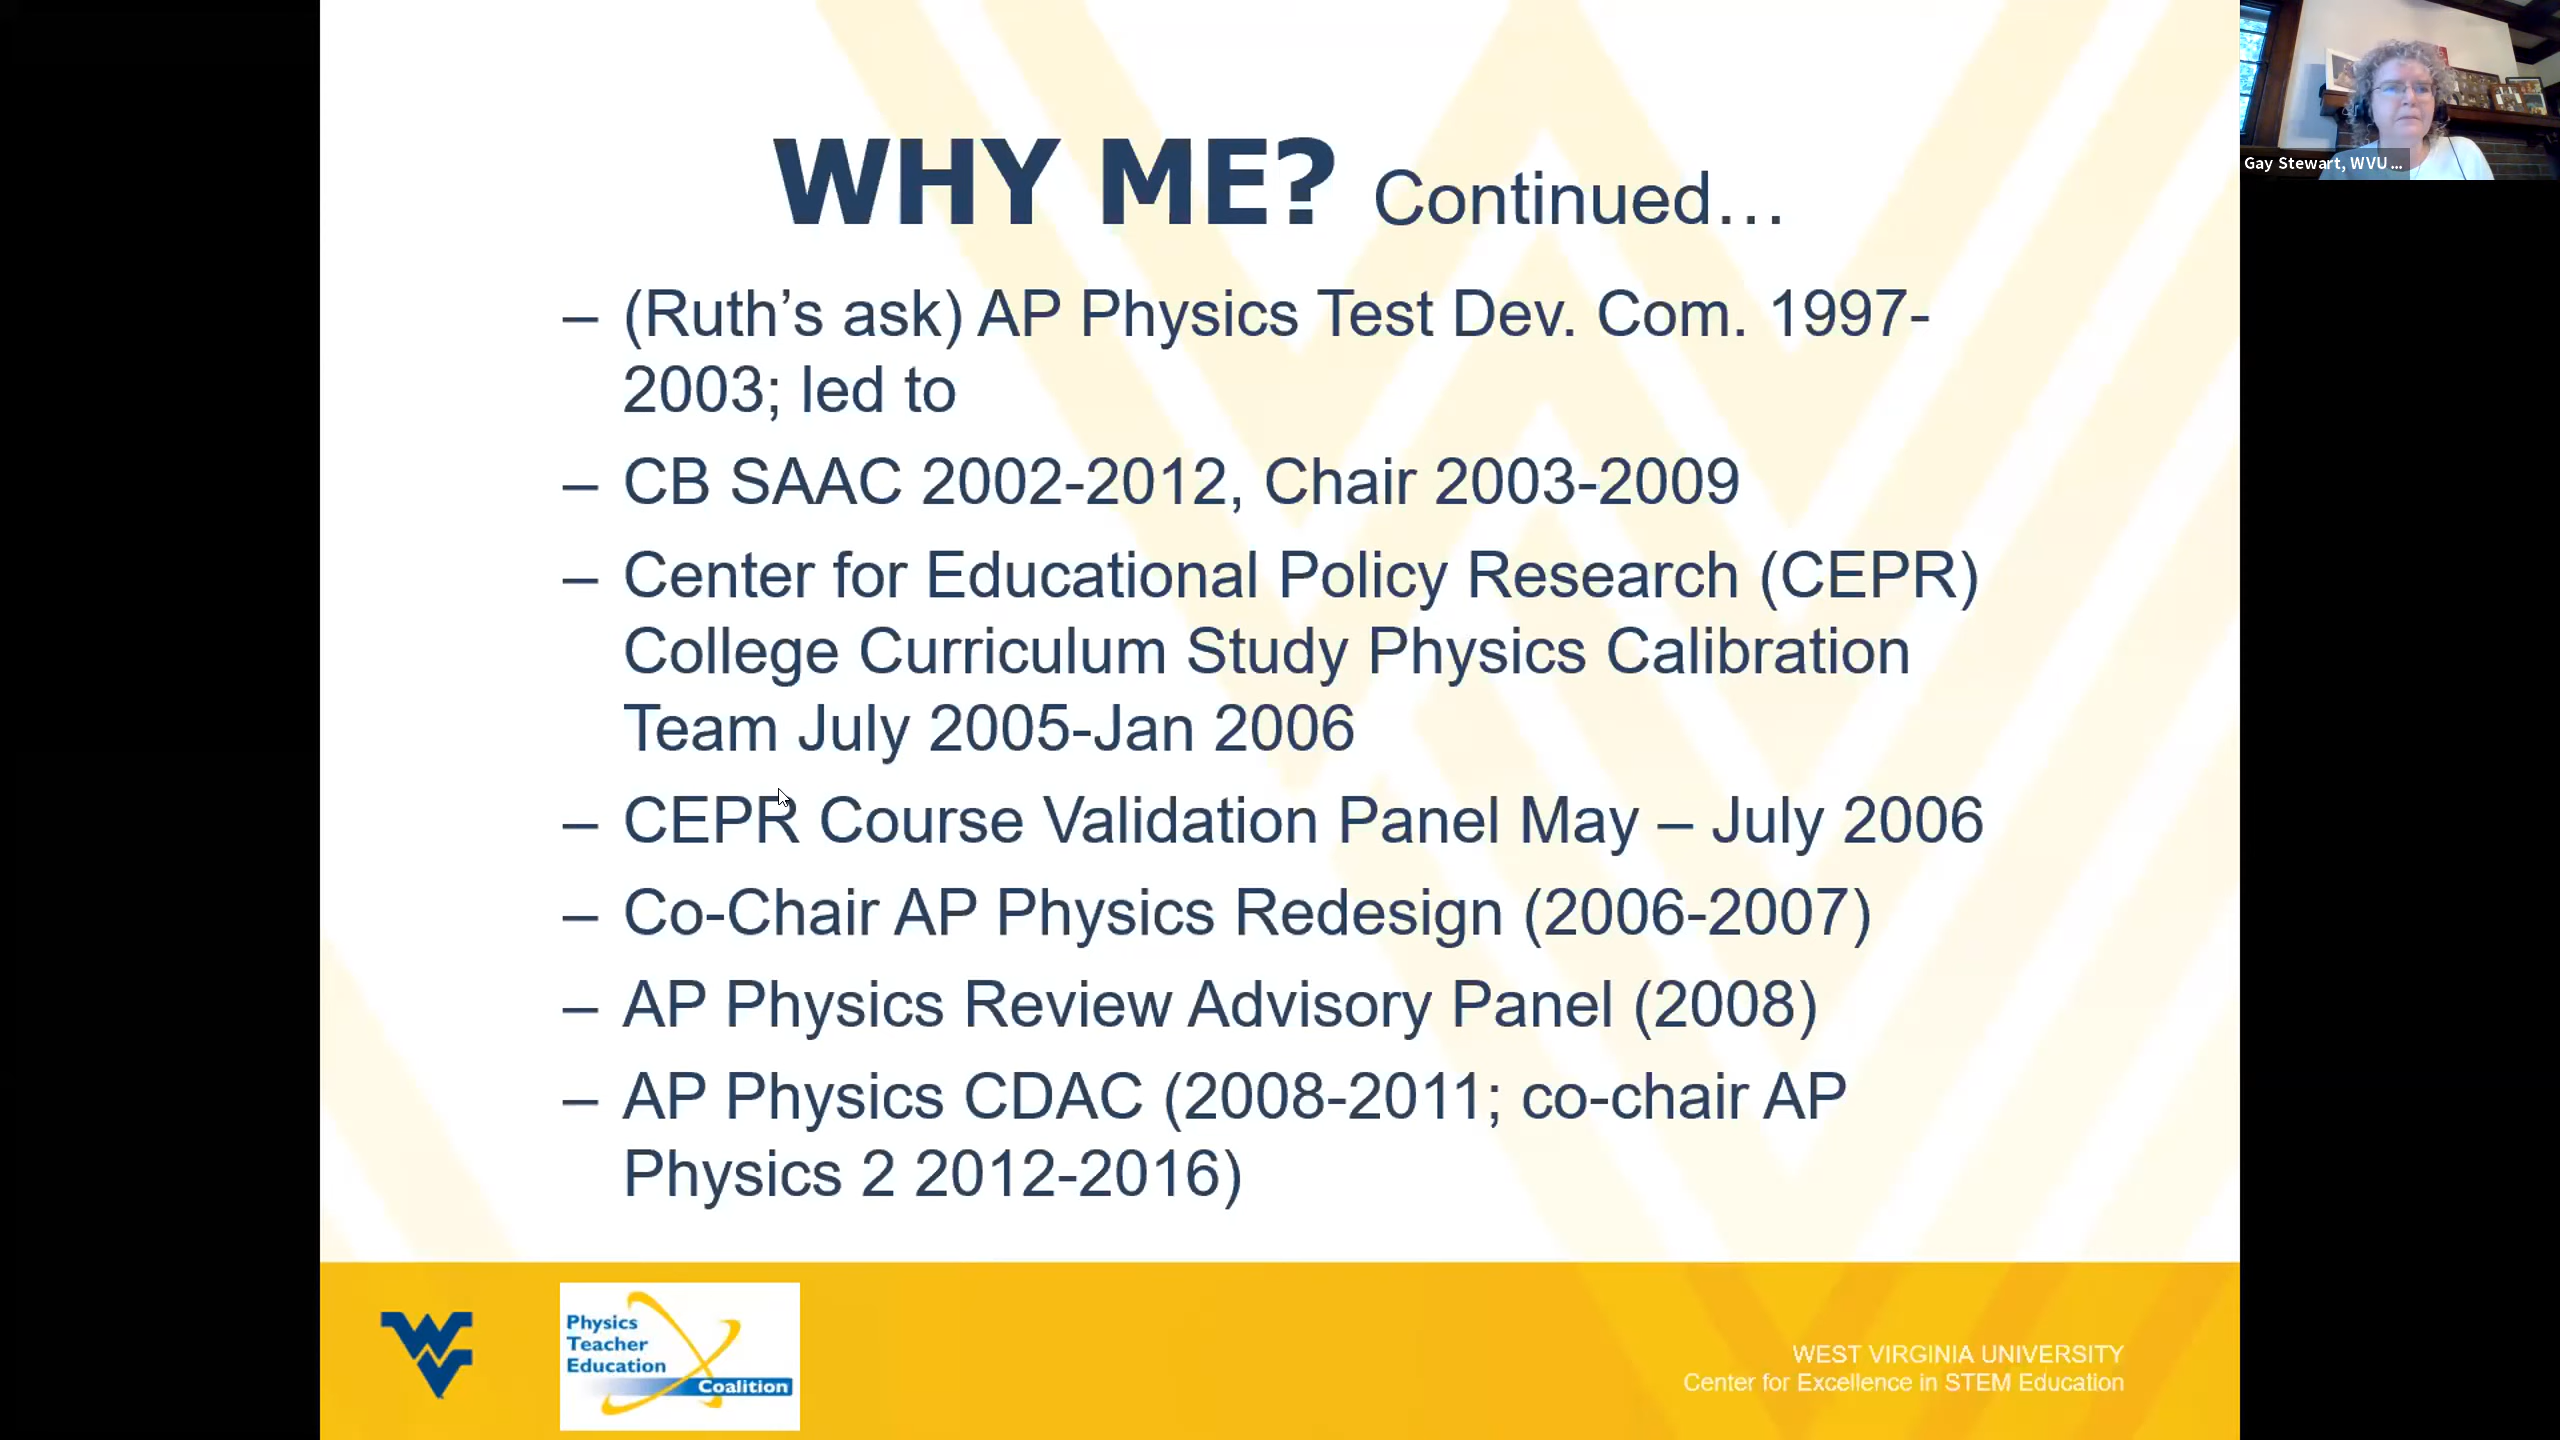 WHY ME? Continued…
– (Ruth’s ask) AP Physics Test Dev. Com. 1997-
2003; led to
– CB SAAC 2002-2012, Chair 2003-2009
– Center for Educational Policy Research (CEPR)
College Curriculum Study Physics Calibration
Team July 2005-Jan 2006
– CEPR Course Validation Panel May – July 2006
– Co-Chair AP Physics Redesign (2006-2007)
– AP Physics Review Advisory Panel (2008)
– AP Physics CDAC (2008-2011; co-chair AP
Physics 2 2012-2016)
Gay Stewart, WVU ...
WV
Physics
Teacher
Education
Coalition
WEST VIRGINIA UNIVERSITY
Center for Excellence in STEM Education